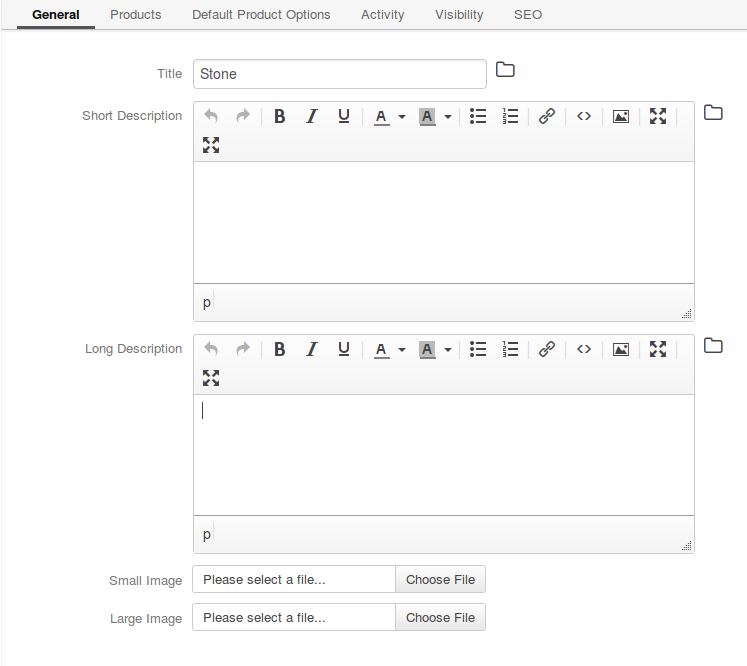 General Products Default Product Options Activity Visibility SEO
Title Stone
Short Description B I U A A
p
Long Description B I U A A
p
Small Image Please select a file... Choose File
Large Image Please select a file... Choose File